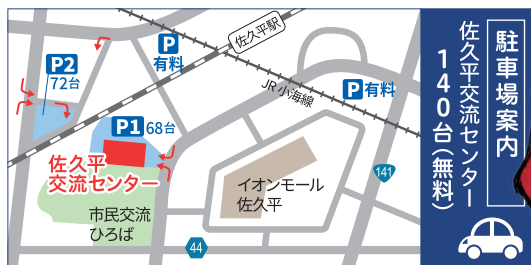 P2
72台
P
有料
佐久平駅
JR小海線
P有料
P1 68台
佐久平
交流センター
イオンモール
佐久平
市民交流
ひろば
141
44
駐車場案内
佐久平交流センター
140台(無料)